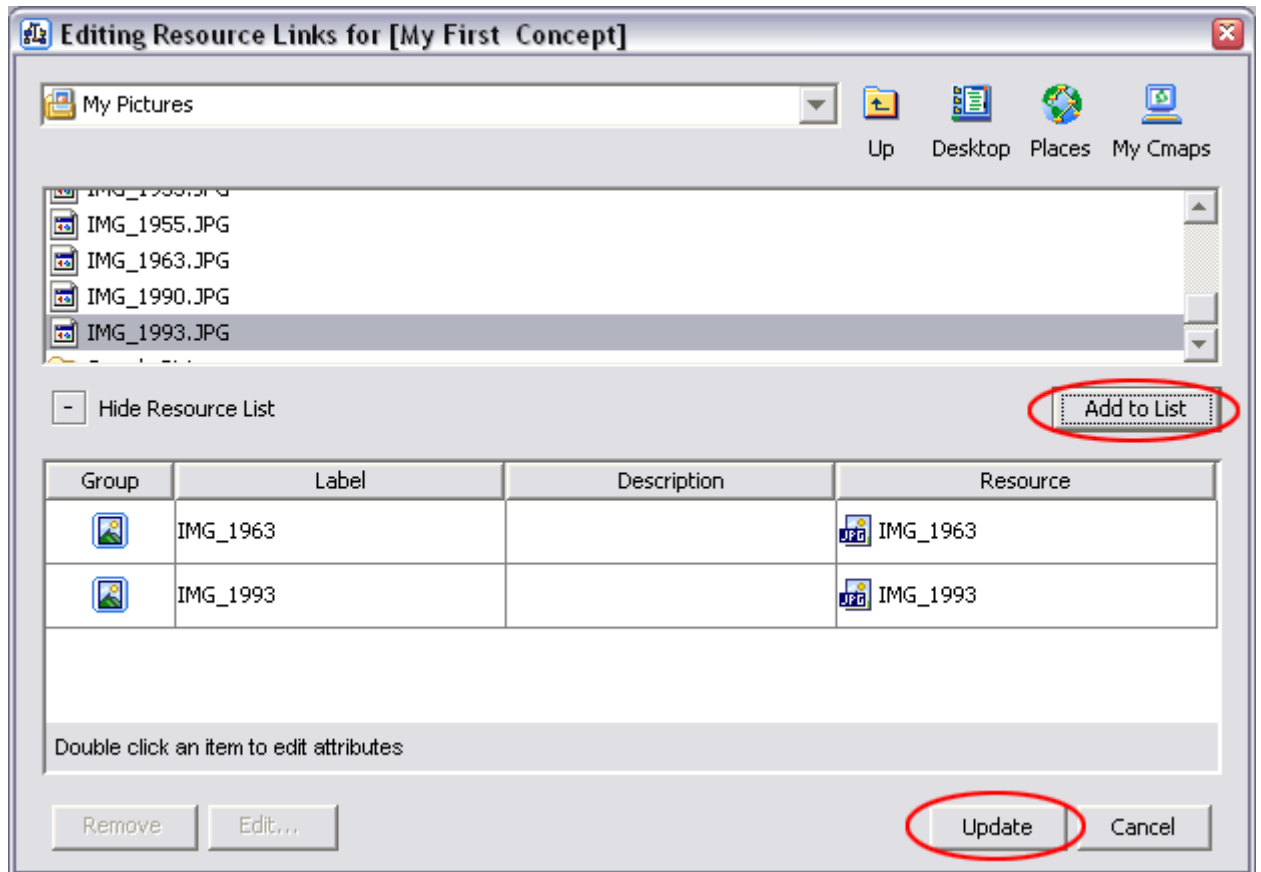 Editing Resource Links for [My First Concept]
My Pictures
Up Desktop Places My Cmaps
IMG_1955.JPG
IMG_1963.JPG
IMG_1990.JPG
IMG_1993.JPG
- Hide Resource List Add to List
Group Label Description Resource
IMG_1963 JPG IMG_1963
IMG_1993 JPG IMG_1993
Double click an item to edit attributes
Remove Edit... Update Cancel